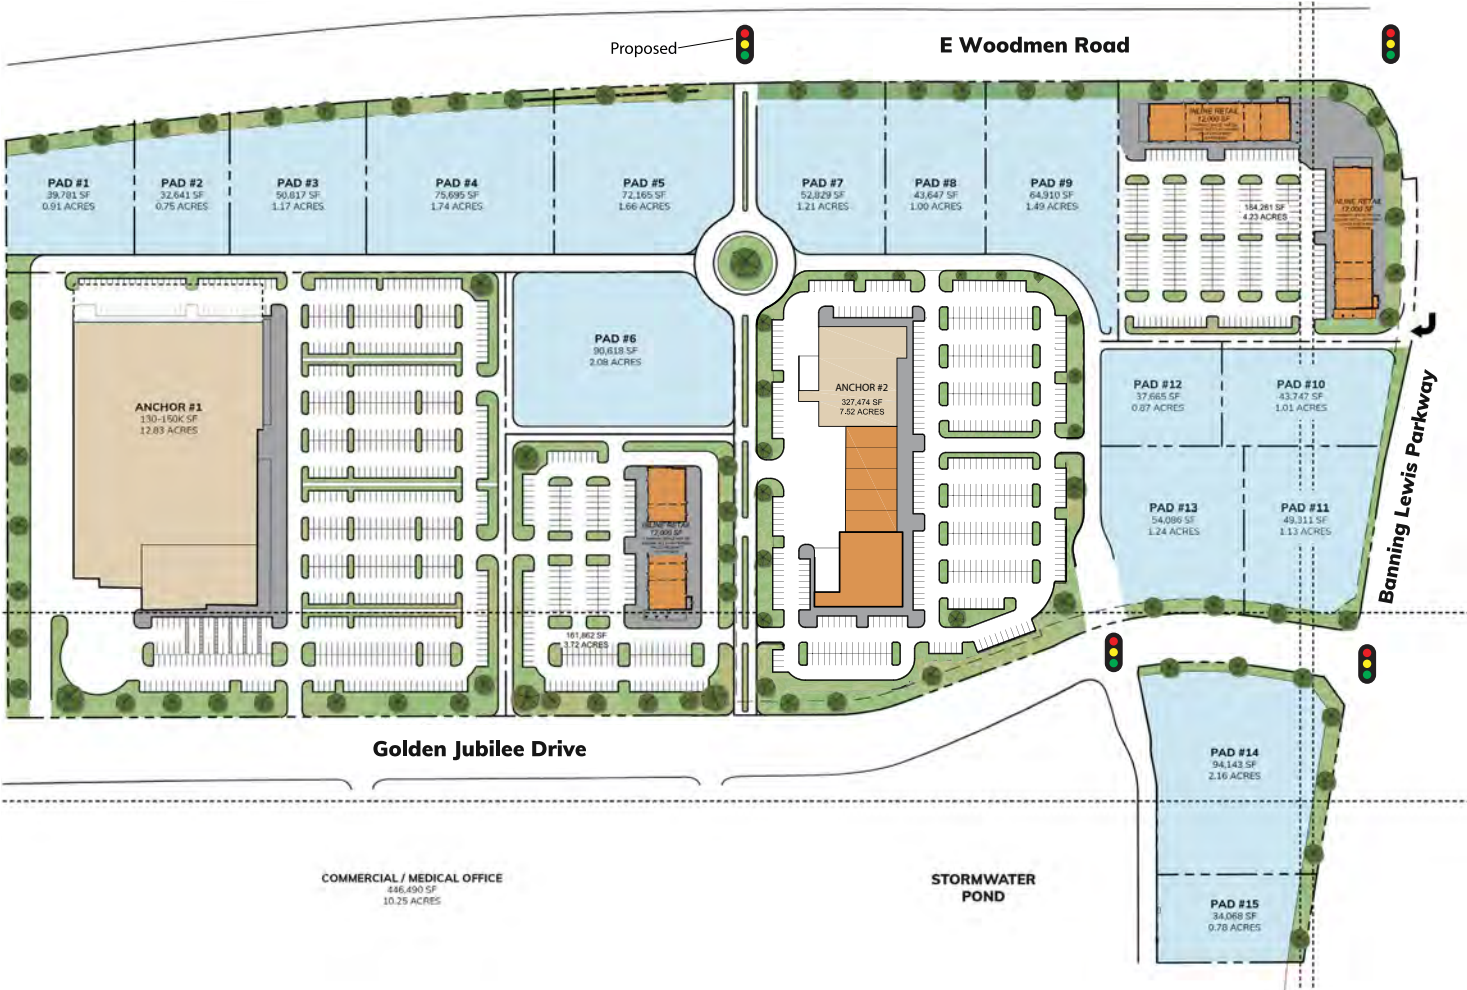 Proposed
E Woodmen Road
PAD #1
39,781 SF
0.91 ACRES
PAD #2
32,641 SF
0.75 ACRES
PAD #3
50,817 SF
1.17 ACRES
PAD #4
75,695 SF
1.74 ACRES
PAD #5
72,165 SF
1.66 ACRES
PAD #7
52,829 SF
1.21 ACRES
PAD #8
43,647 SF
1.00 ACRES
PAD #9
64,910 SF
1.49 ACRES
INLINE RETAIL
12,000 SF
184,261 SF
4.23 ACRES
INLINE RETAIL
12,000 SF
PAD #6
90,618 SF
2.08 ACRES
ANCHOR #1
130-150K SF
12.83 ACRES
ANCHOR #2
327,474 SF
7.52 ACRES
PAD #12
37,665 SF
0.87 ACRES
PAD #10
43,747 SF
1.01 ACRES
PAD #13
54,086 SF
1.24 ACRES
PAD #11
49,311 SF
1.13 ACRES
Banning Lewis Parkway
INLINE RETAIL
12,000 SF
161,862 SF
3.72 ACRES
Golden Jubilee Drive
PAD #14
94,143 SF
2.16 ACRES
COMMERCIAL / MEDICAL OFFICE
446,490 SF
10.25 ACRES
STORMWATER
POND
PAD #15
34,068 SF
0.78 ACRES